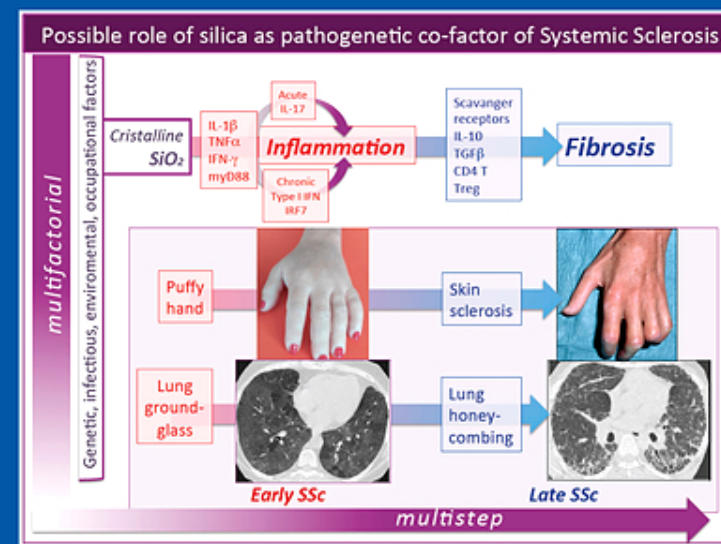 Possible role of silica as pathogenetic co-factor of Systemic Sclerosis
multifactorial
Genetic, infectious, enviromental, occupational factors
Cristalline
SiO₂
IL-1β
TNFα
IFN-γ
myD88
Acute
IL-17
Inflammation
Chronic
Type I IFN
IRF7
Scavanger
receptors
IL-10
TGFβ
CD4 T
Treg
Fibrosis
Puffy
hand
Skin
sclerosis
Lung
ground-
glass
Lung
honey-
combing
Early SSc
Late SSc
multistep